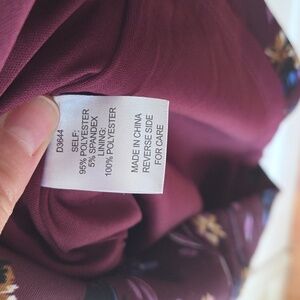 D3644
SELF:
95% POLYESTER
5% SPANDEX
LINING:
100% POLYESTER
MADE IN CHINA
REVERSE SIDE
FOR CARE